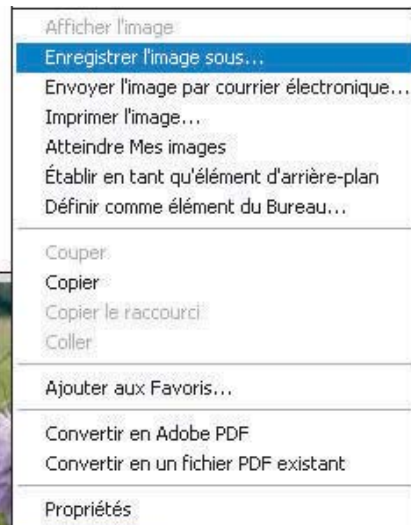 Afficher l'image
Enregistrer l'image sous...
Envoyer l'image par courrier électronique...
Imprimer l'image...
Atteindre Mes images
Établir en tant qu'élément d'arrière-plan
Définir comme élément du Bureau...
Couper
Copier
Copier le raccourci
Coller
Ajouter aux Favoris...
Convertir en Adobe PDF
Convertir en un fichier PDF existant
Propriétés